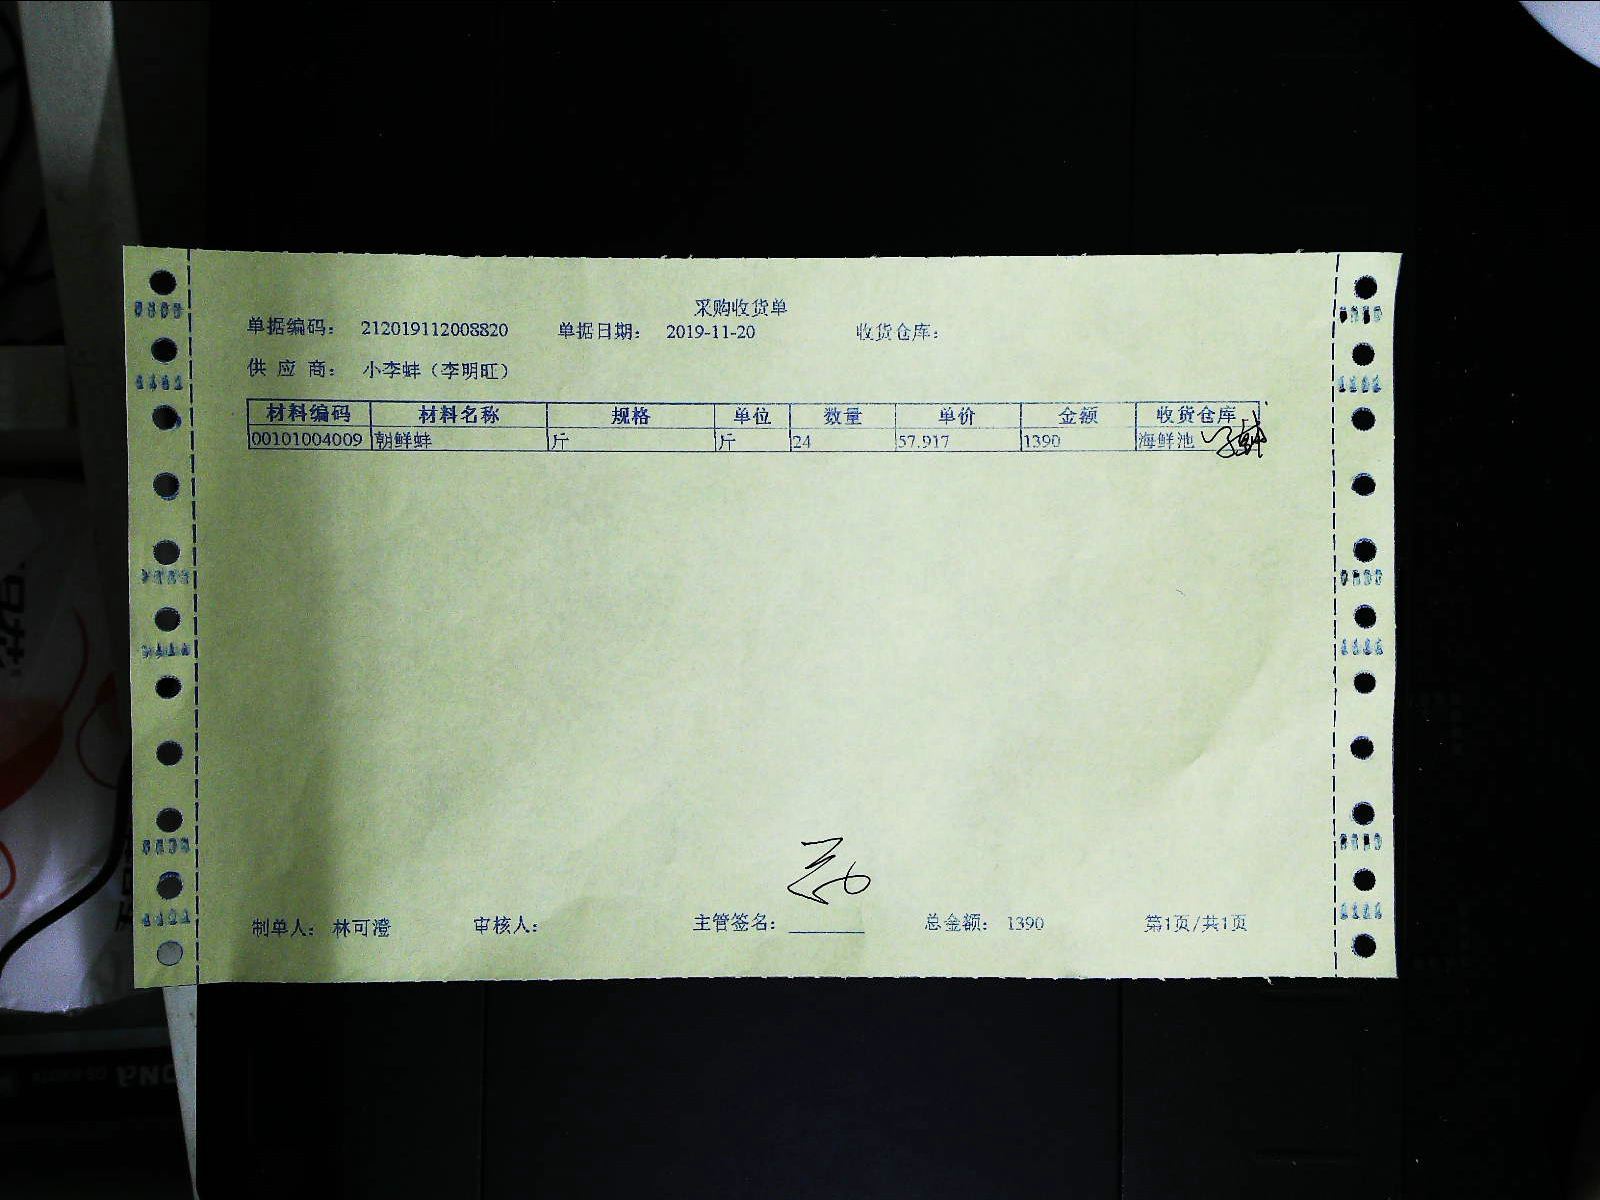 采购收货单
单据编码： 212019112008820 单据日期： 2019-11-20 收货仓库：
供 应 商： 小李蚌（李明旺）
材料编码 材料名称 规格 单位 数量 单价 金额 收货仓库
00101004009 朝鲜蚌 斤 斤 24 57.917 1390 海鲜池
制单人： 林可澄 审核人： 主管签名： 总金额： 1390 第1页/共1页